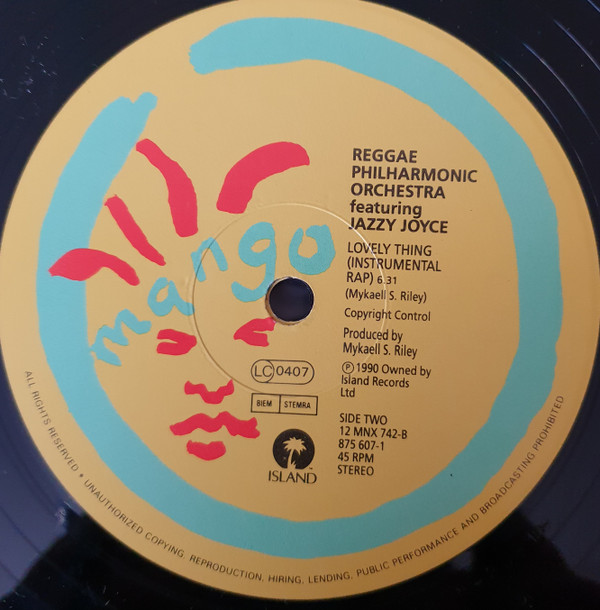 REGGAE
PHILHARMONIC
ORCHESTRA
featuring
JAZZY JOYCE
LOVELY THING
(INSTRUMENTAL
RAP) 6 31
(Mykaell S. Riley)
Copyright Control
Produced by
Mykaell S. Riley
Ⓟ 1990 Owned by
Island Records
Ltd
mango
LC 0407
BIEM STEMRA
SIDE TWO
12 MNX 742-B
875 607-1
45 RPM
STEREO
ISLAND™
ALL RIGHTS RESERVED • UNAUTHORIZED COPYING, REPRODUCTION, HIRING, LENDING, PUBLIC PERFORMANCE AND BROADCASTING PROHIBITED